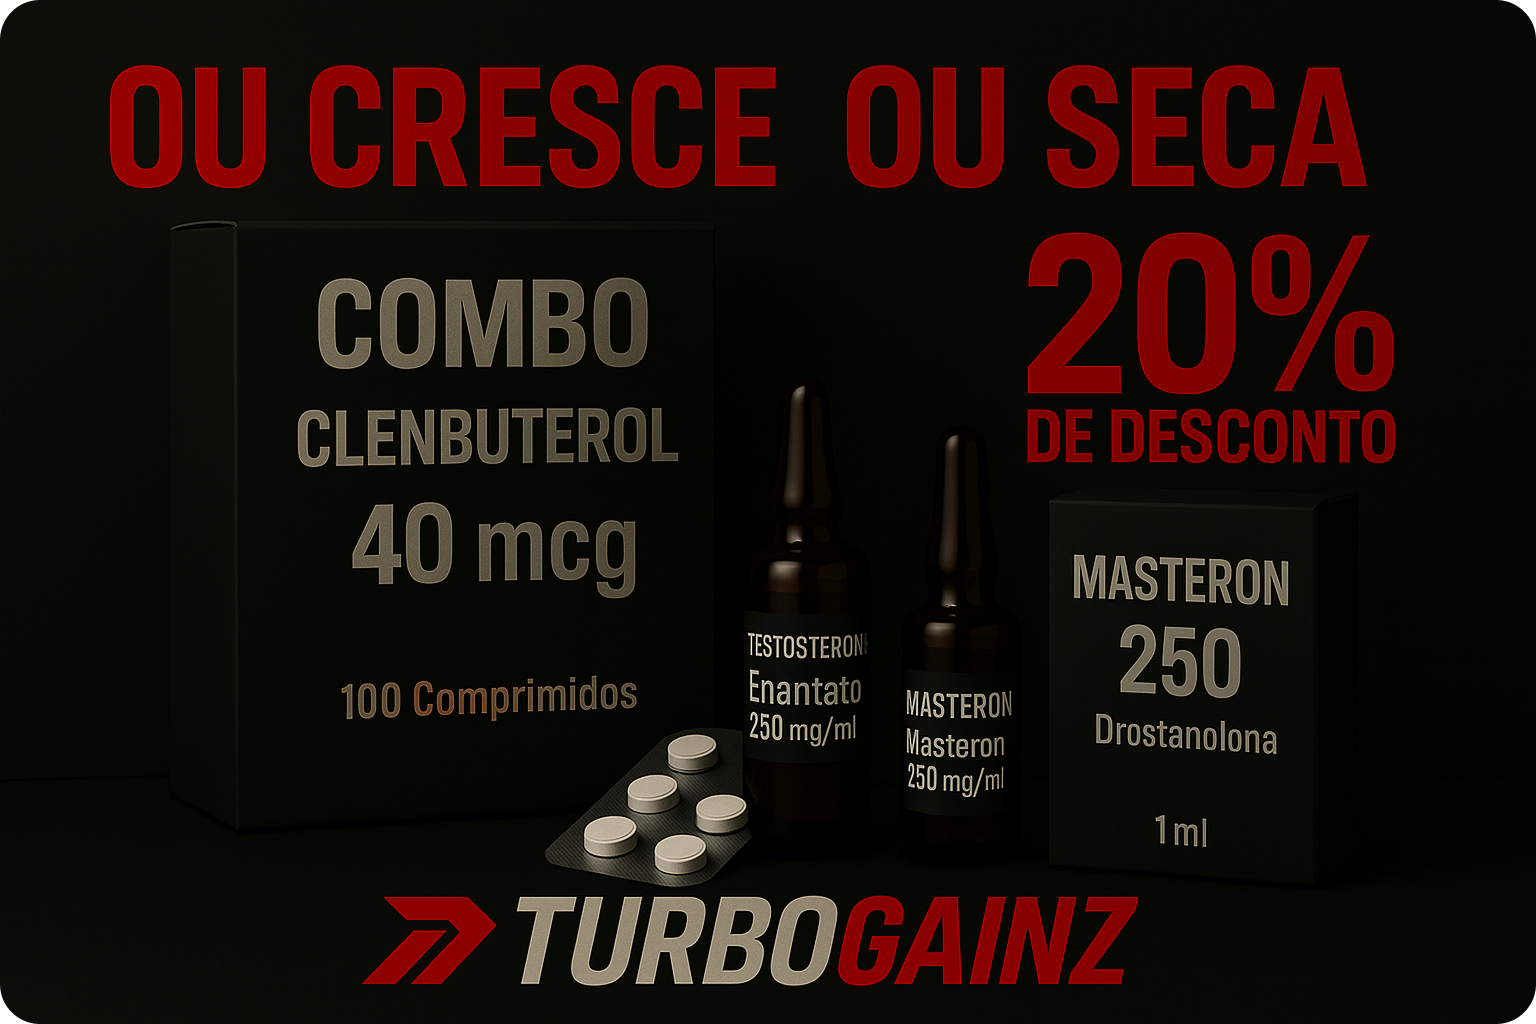 OU CRESCE OU SECA
20%
DE DESCONTO
COMBO
CLENBUTEROL
40 mcg
100 Comprimidos
TESTOSTERON
Enantato
250 mg/ml
MASTERON
Masteron
250 mg/ml
MASTERON
250
Drostanolona
1 ml
TURBOGAINZ